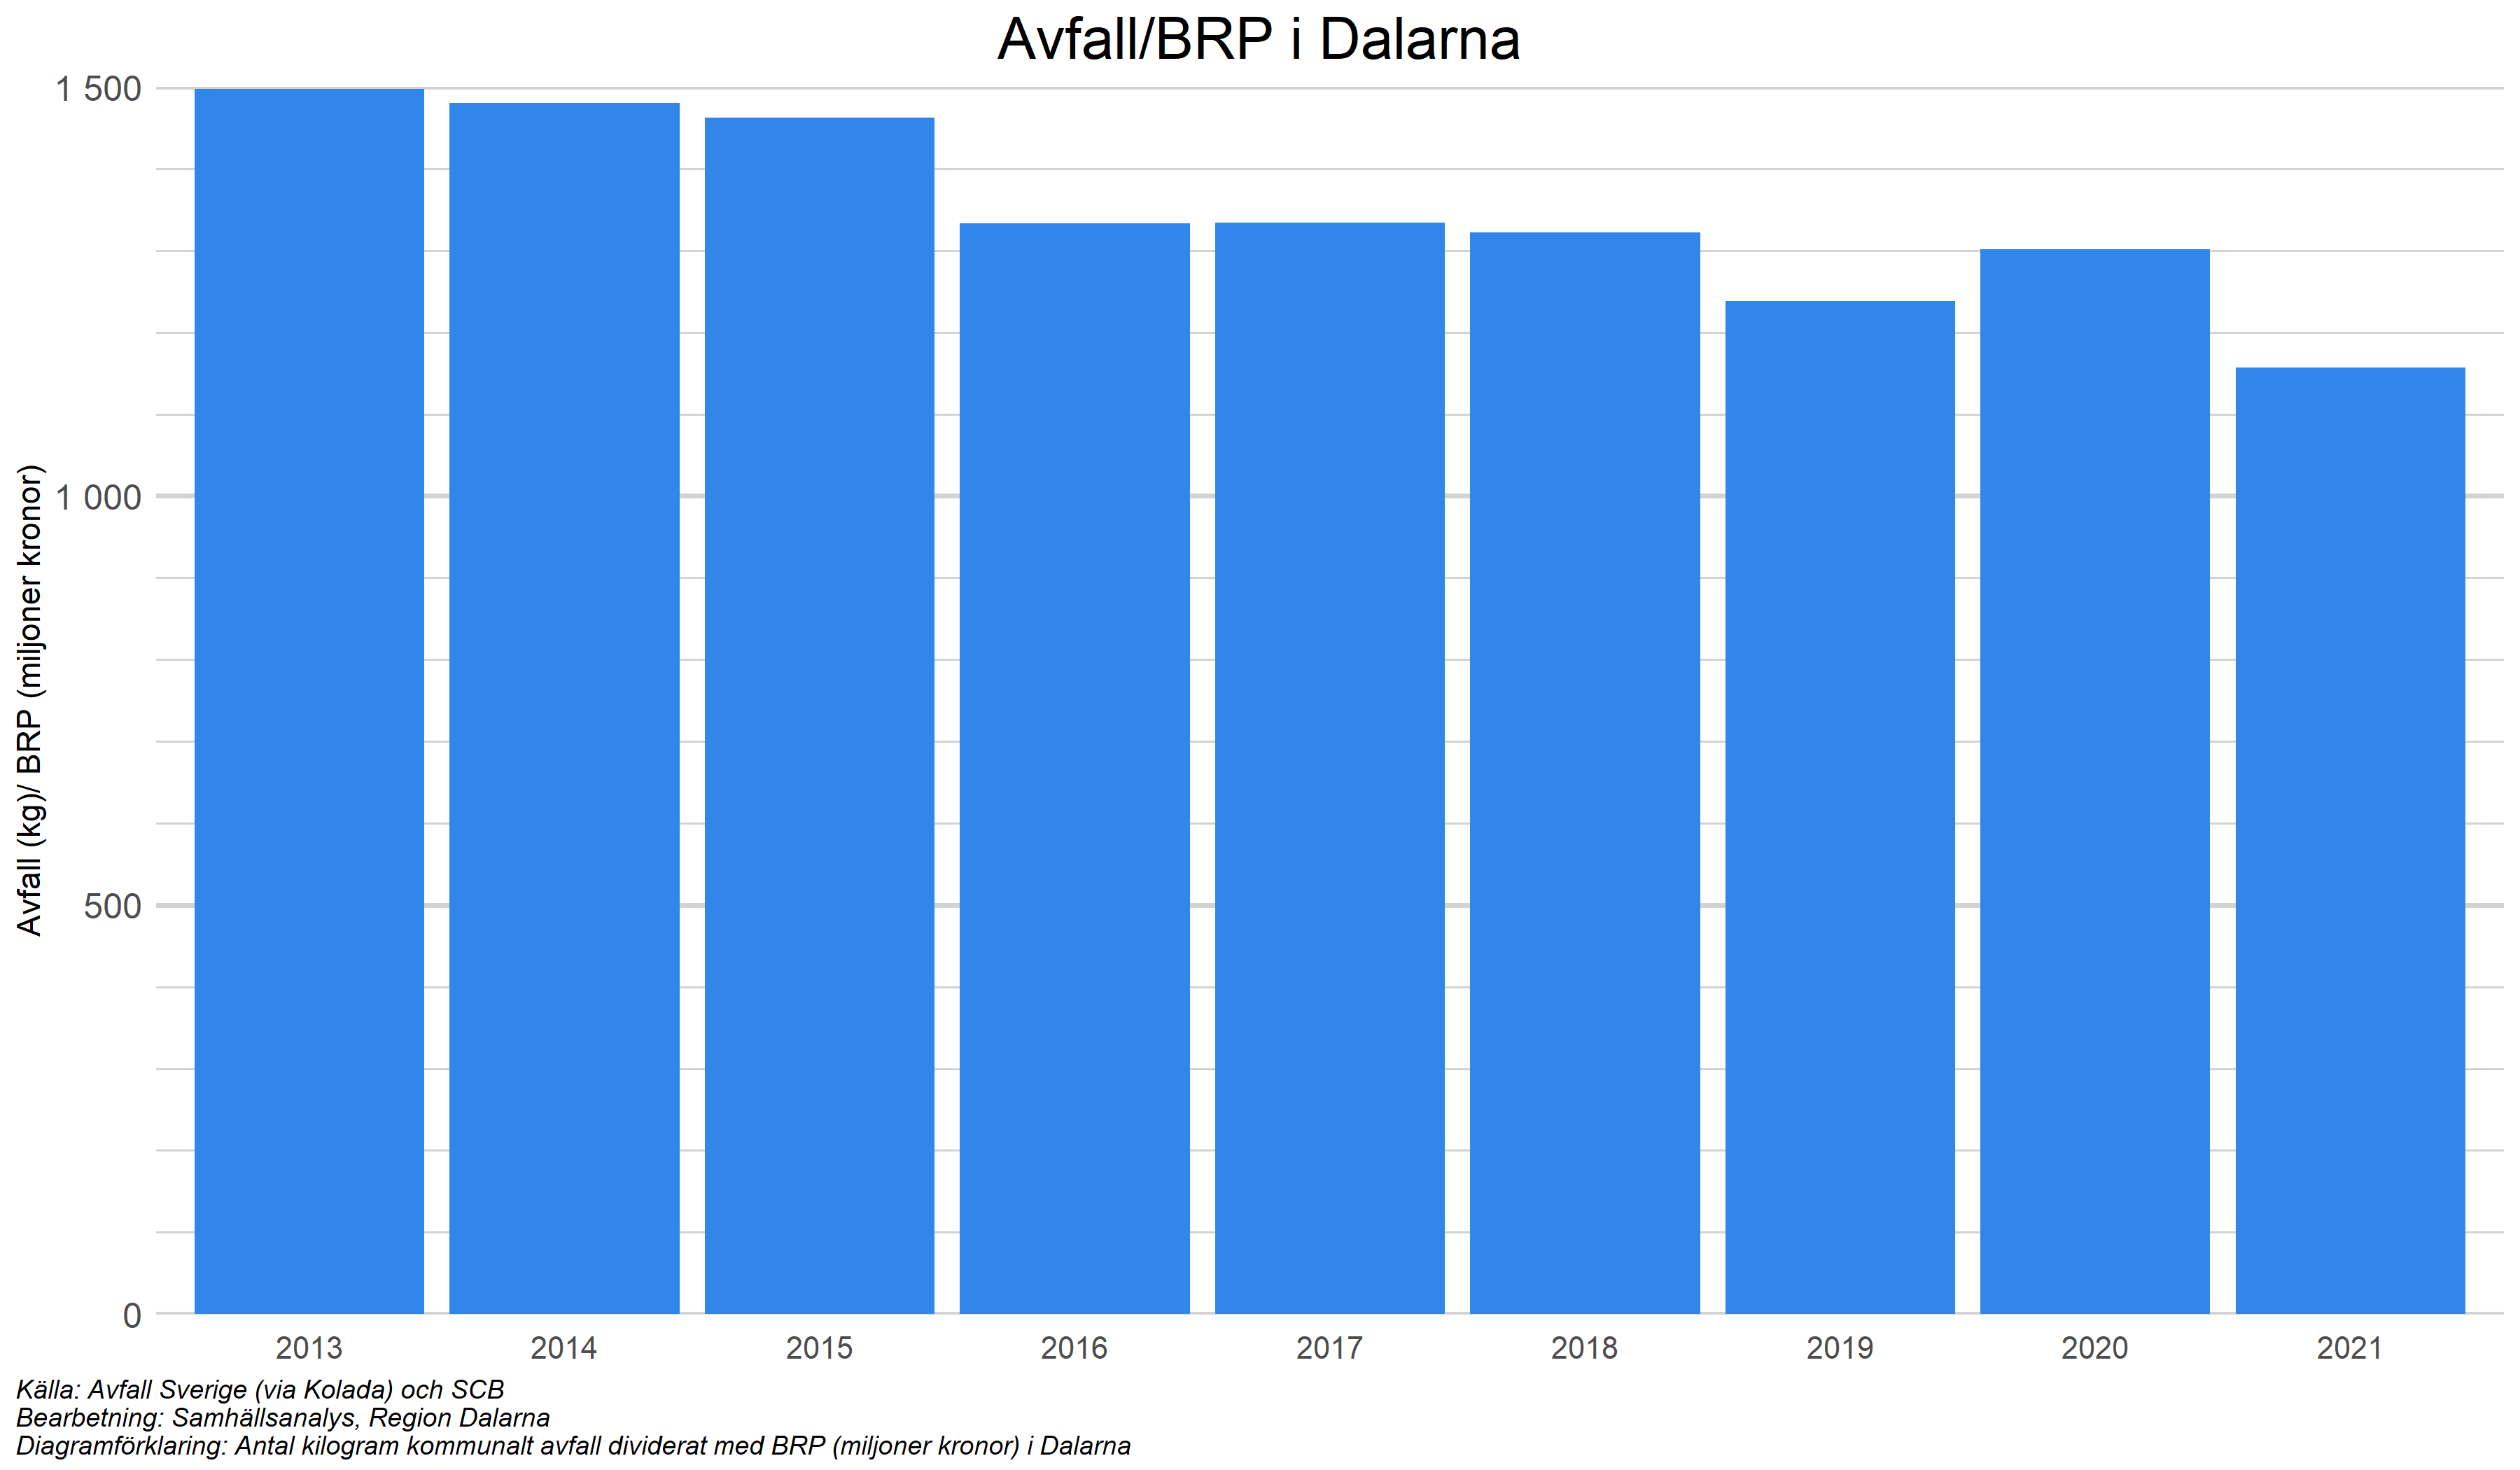 Avfall/BRP i Dalarna
1 500
1 000
500
0
Avfall (kg)/ BRP (miljoner kronor)
2013 2014 2015 2016 2017 2018 2019 2020 2021
Källa: Avfall Sverige (via Kolada) och SCB
Bearbetning: Samhällsanalys, Region Dalarna
Diagramförklaring: Antal kilogram kommunalt avfall dividerat med BRP (miljoner kronor) i Dalarna